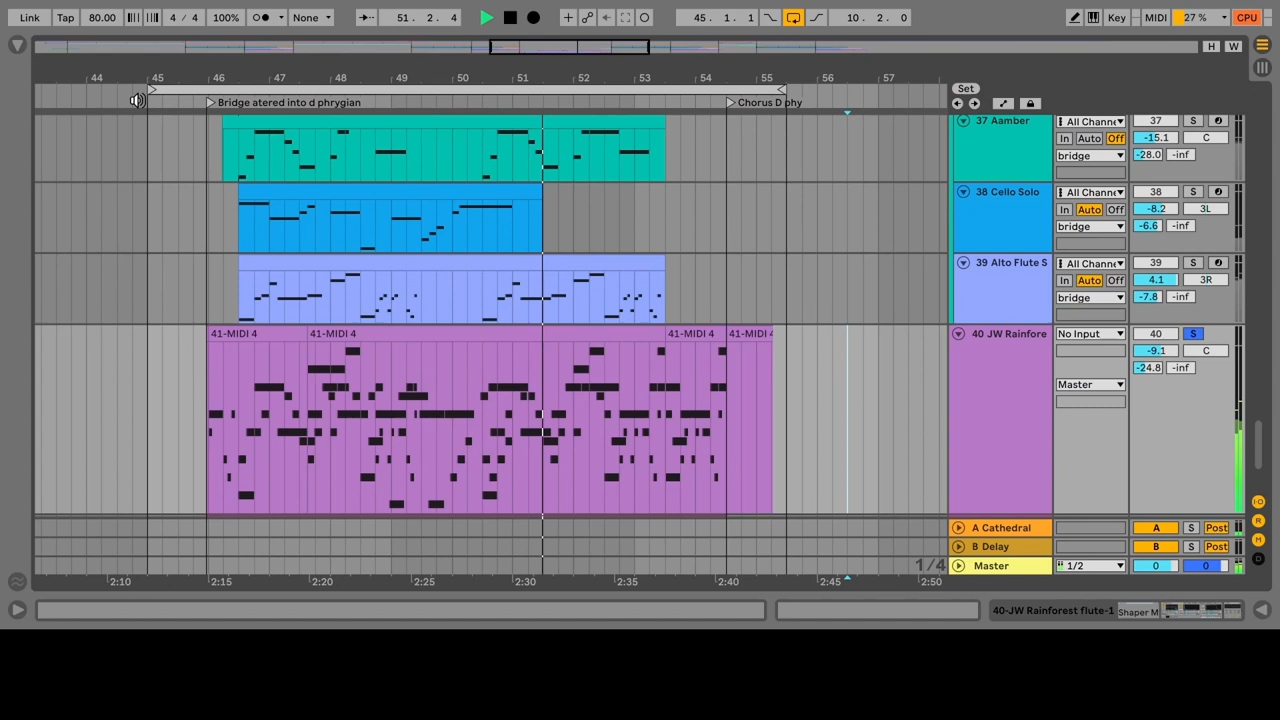 Link Tap 80.00 4 / 4 100% None 51. 2. 4 45. 1. 1 10. 2. 0 Key MIDI 27 % CPU
H W
44 45 46 47 48 49 50 51 52 53 54 55 56 57
Set
Bridge atered into d phrygian Chorus D phy
37 Aamber All Channe 37 S
In Auto Off -15.1 C
bridge -28.0 -inf
38 Cello Solo All Channe 38 S
In Auto Off -8.2 3L
bridge -6.6 -inf
39 Alto Flute S All Channe 39 S
In Auto Off 4.1 3R
bridge -7.8 -inf
41-MIDI 4 41-MIDI 4 41-MIDI 4 41-MIDI 4 40 JW Rainfore No Input 40 S
-9.1 C
-24.8 -inf
Master
I·O
A Cathedral A S Post
R
B Delay B S Post
M
1/4 Master 1/2 0 0
D
2:10 2:15 2:20 2:25 2:30 2:35 2:40 2:45 2:50
40-JW Rainforest flute-1 Shaper M